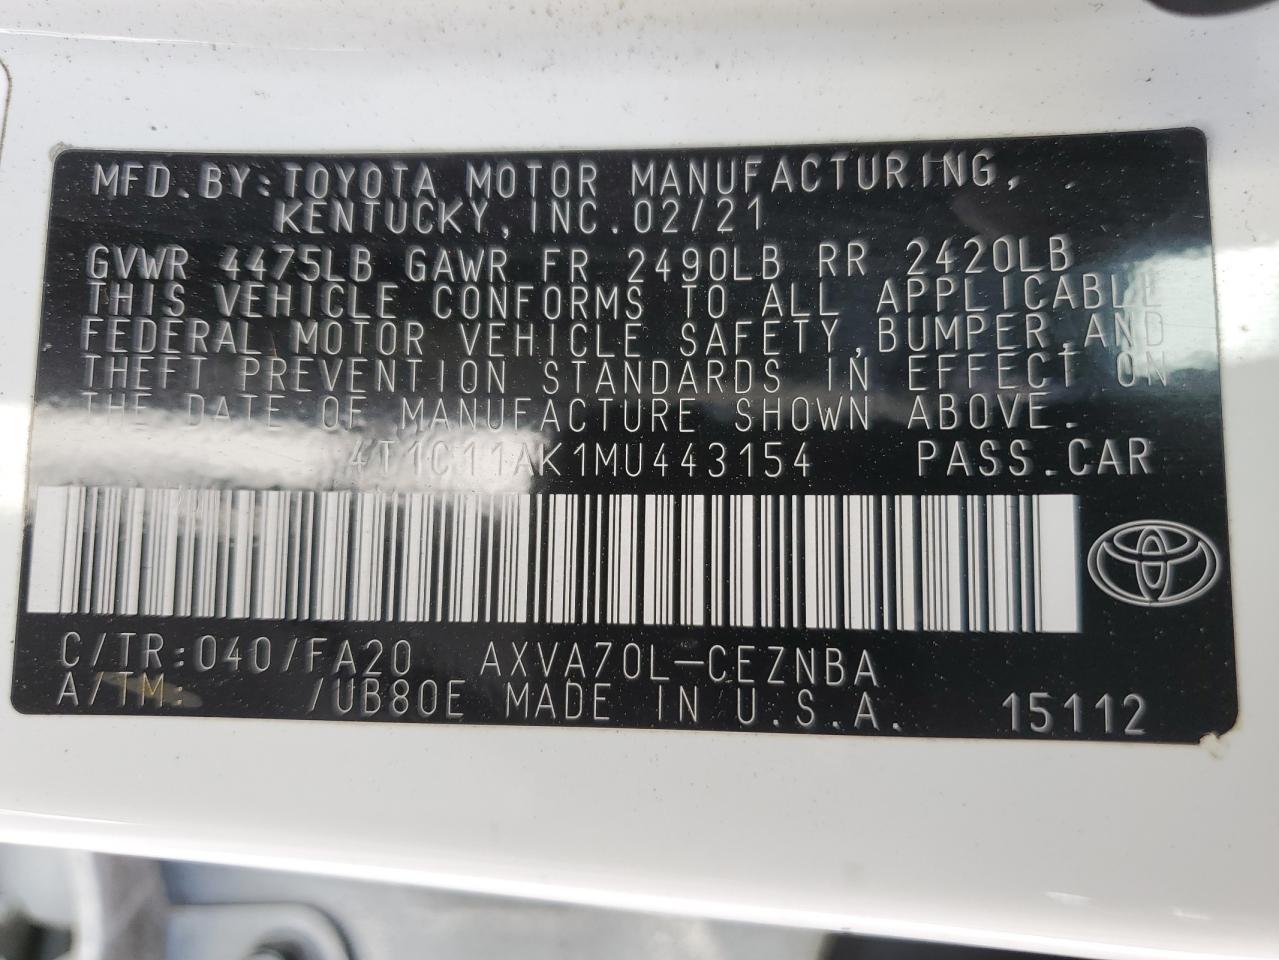 MFD.BY:TOYOTA MOTOR MANUFACTURING,
KENTUCKY, INC. 02/21
GVWR 4475LB GAWR FR 2490LB RR 2420LB
THIS VEHICLE CONFORMS TO ALL APPLICABLE
FEDERAL MOTOR VEHICLE SAFETY,BUMPER,AND
THEFT PREVENTION STANDARDS IN EFFECT ON
THE DATE OF MANUFACTURE SHOWN ABOVE.
4T1C11AK1MU443154 PASS.CAR
C/TR:040/FA20 AXVA70L-CEZNBA
A/TM: /UB80E MADE IN U.S.A. 15112